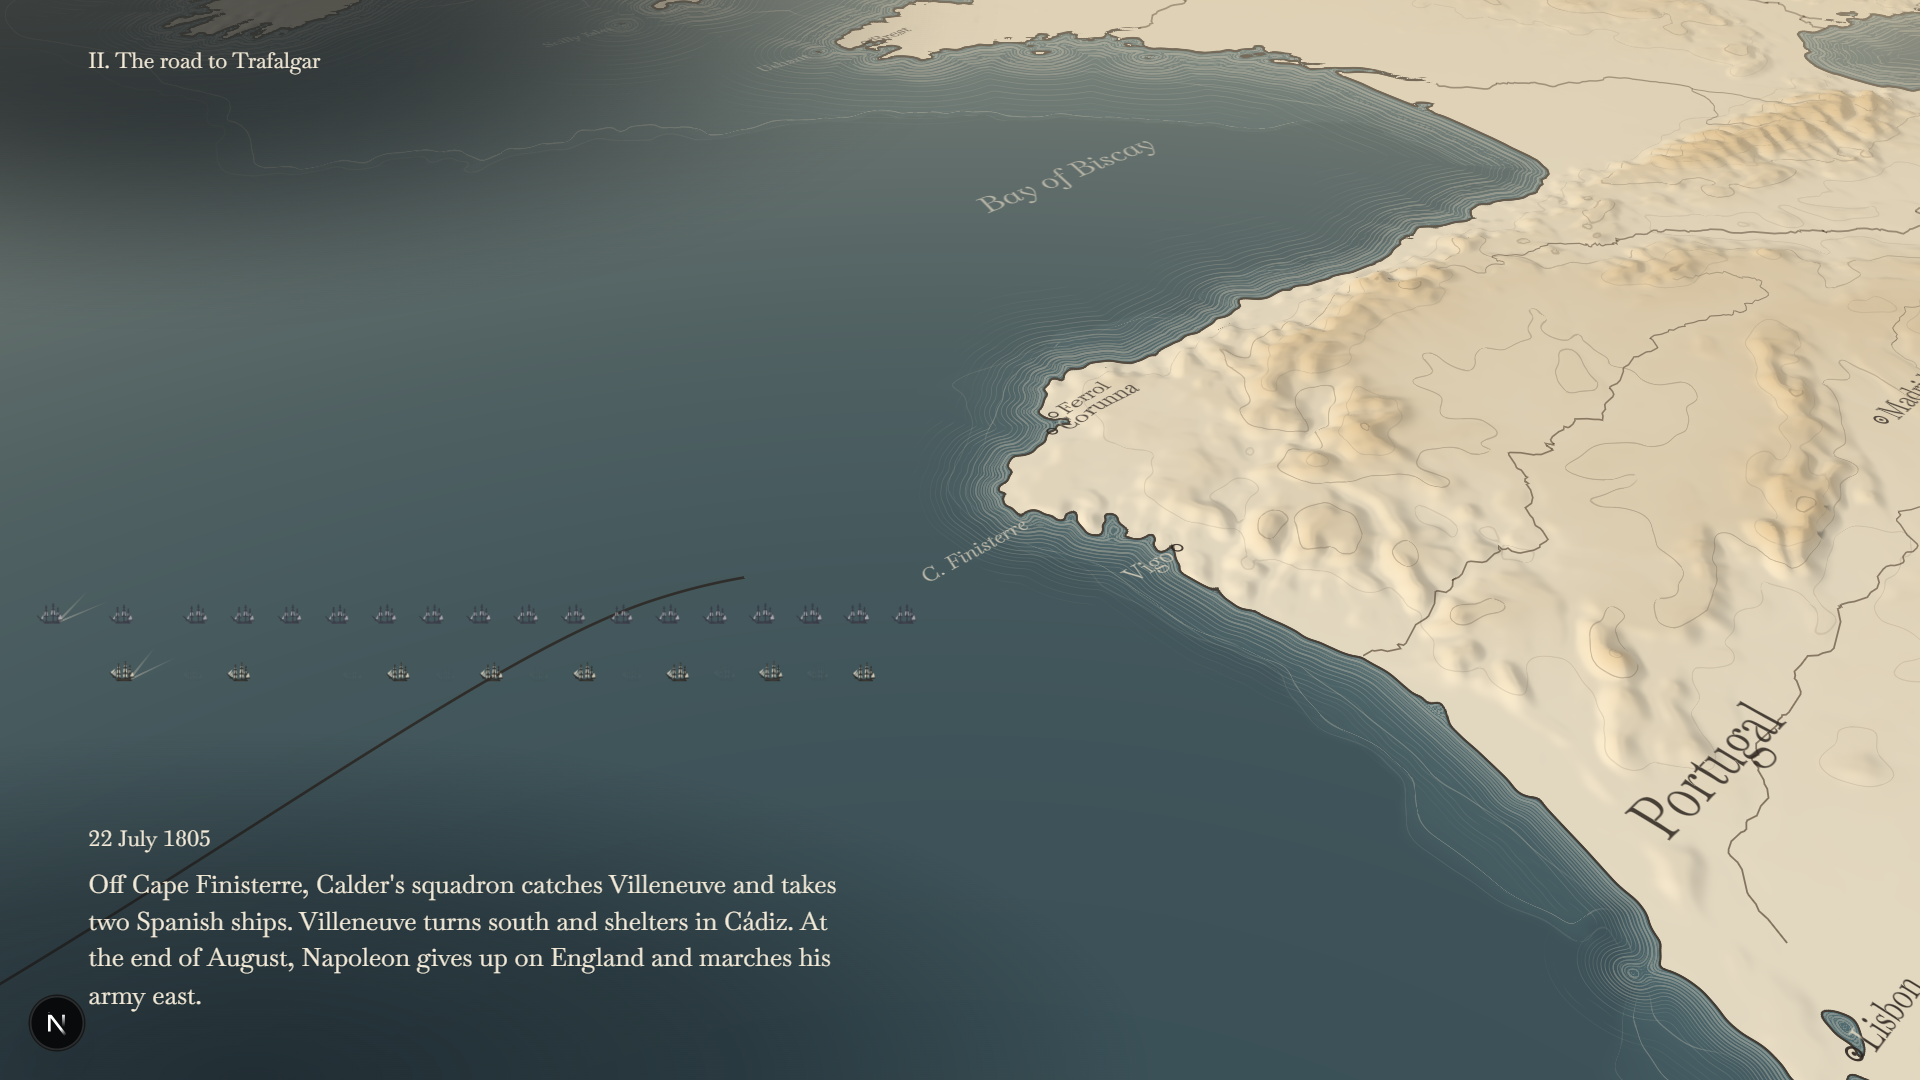 II. The road to Trafalgar
Brest
Ushant
Bay of Biscay
Ferrol
Corunna
C. Finisterre
Vigo
Portugal
Lisbon
22 July 1805
Off Cape Finisterre, Calder's squadron catches Villeneuve and takes
two Spanish ships. Villeneuve turns south and shelters in Cádiz. At
the end of August, Napoleon gives up on England and marches his
army east.
N